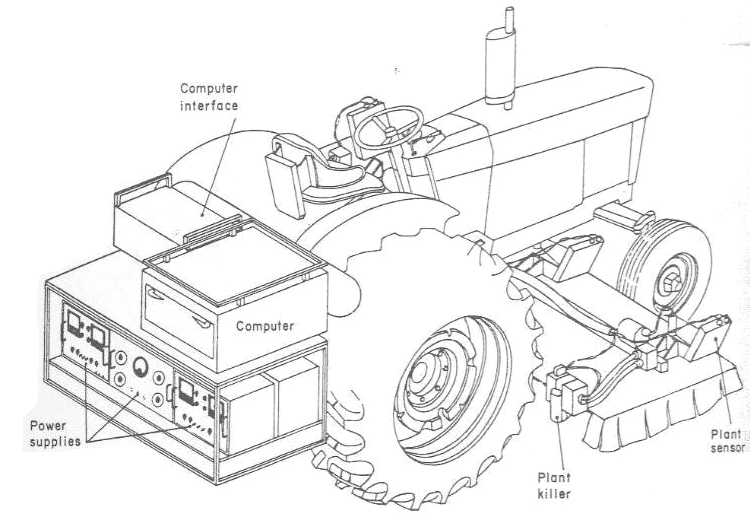 Computer
interface
Computer
Power
supplies
Plant
sensor
Plant
killer